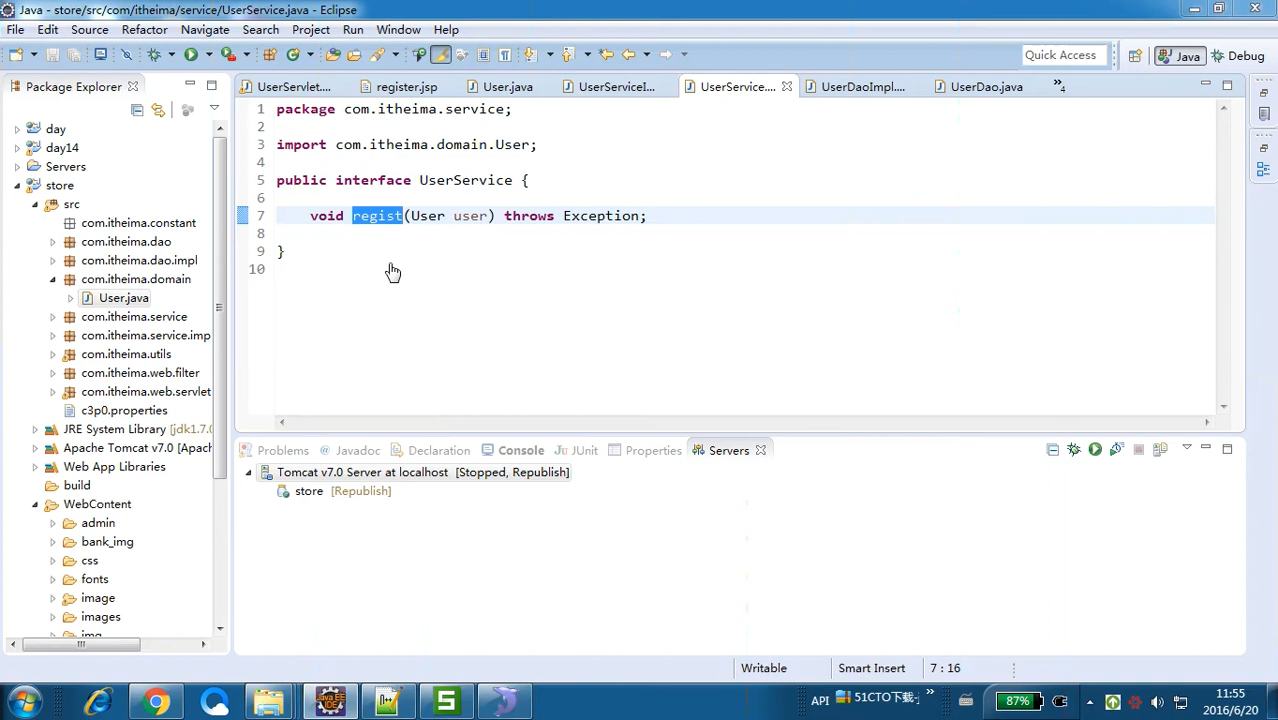 Java - store/src/com/itheima/service/UserService.java - Eclipse
File Edit Source Refactor Navigate Search Project Run Window Help
Quick Access Java Debug
Package Explorer
UserServlet.... register.jsp User.java UserServiceI... UserService.... UserDaoImpl.... UserDao.java »4
day
day14
Servers
store
src
com.itheima.constant
com.itheima.dao
com.itheima.dao.impl
com.itheima.domain
User.java
com.itheima.service
com.itheima.service.imp
com.itheima.utils
com.itheima.web.filter
com.itheima.web.servlet
c3p0.properties
JRE System Library [jdk1.7.0
Apache Tomcat v7.0 [Apach
Web App Libraries
build
WebContent
admin
bank_img
css
fonts
image
images
img
1 package com.itheima.service;
2
3 import com.itheima.domain.User;
4
5 public interface UserService {
6
7 void regist(User user) throws Exception;
8
9 }
10
Problems Javadoc Declaration Console JUnit Properties Servers
Tomcat v7.0 Server at localhost [Stopped, Republish]
store [Republish]
Writable Smart Insert 7 : 16
API 51CTO下载-
87%
11:55
2016/6/20